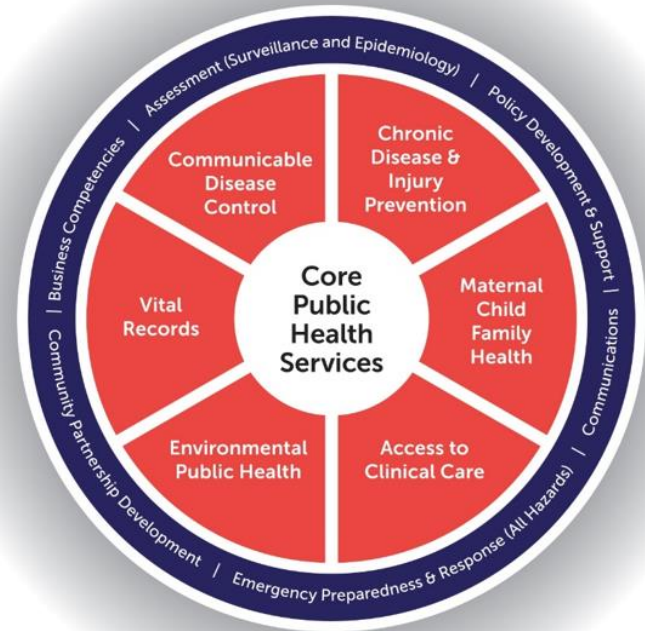 Assessment (Surveillance and Epidemiology) | Policy Development & Support | Communications | Emergency Preparedness & Response (All Hazards) | Community Partnership Development | Business Competencies |
Communicable
Disease
Control
Chronic
Disease &
Injury
Prevention
Maternal
Child
Family
Health
Access to
Clinical Care
Environmental
Public Health
Vital
Records
Core
Public
Health
Services